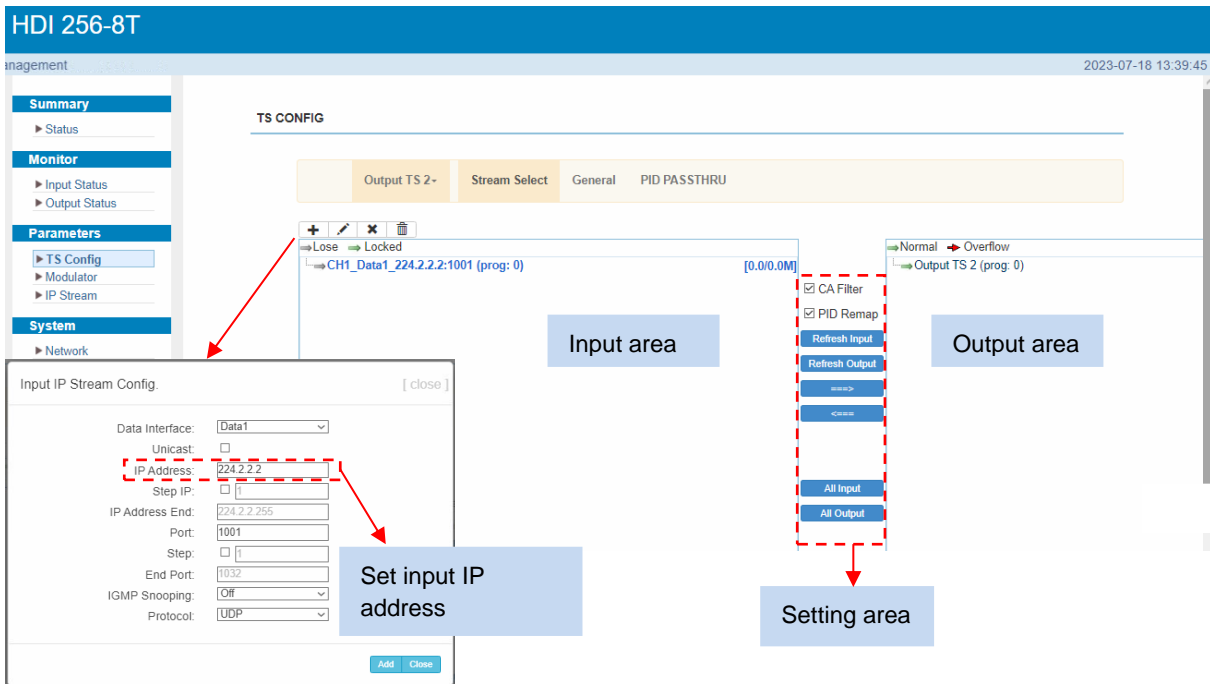 HDI 256-8T
anagement 2023-07-18 13:39:45
Summary
Status
Monitor
Input Status
Output Status
Parameters
TS Config
Modulator
IP Stream
System
Network
TS CONFIG
Output TS 2 Stream Select General PID PASSTHRU
Lose Locked
CH1_Data1_224.2.2.2:1001 (prog: 0) [0.0/0.0M]
Input area
CA Filter
PID Remap
Refresh Input
Refresh Output
===>
<===
All Input
All Output
Setting area
Normal Overflow
Output TS 2 (prog: 0)
Output area
Input IP Stream Config. [ close ]
Data Interface: Data1
Unicast:
IP Address: 224.2.2.2
Step IP: 1
IP Address End: 224.2.2.255
Port: 1001
Step: 1
End Port: 1032
IGMP Snooping: Off
Protocol: UDP
Add Close
Set input IP
address